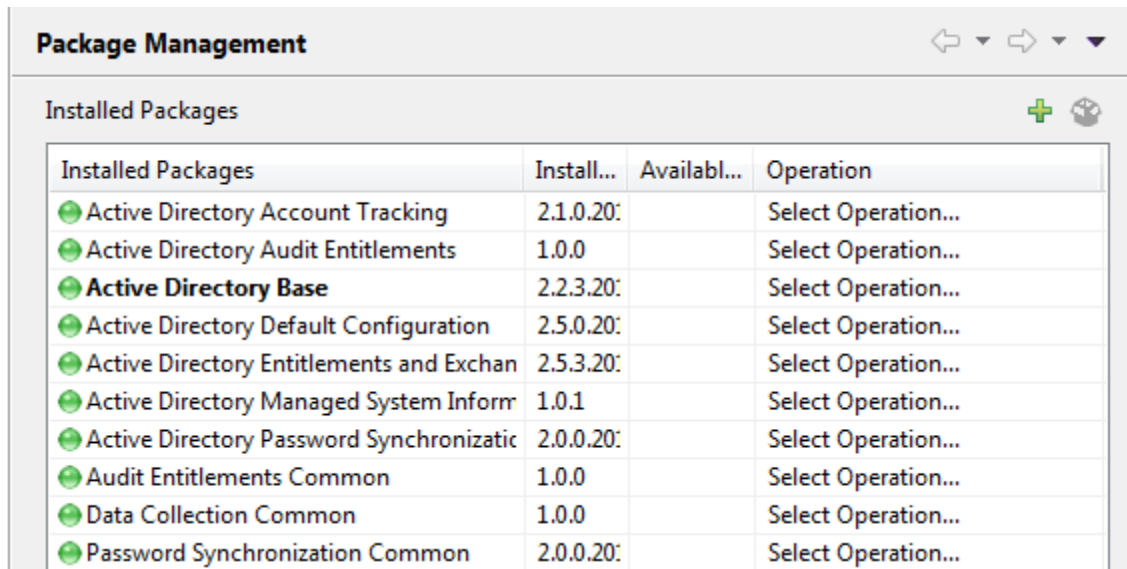 Package Management
Installed Packages
Installed Packages Install... Availabl... Operation
Active Directory Account Tracking 2.1.0.20 Select Operation...
Active Directory Audit Entitlements 1.0.0 Select Operation...
Active Directory Base 2.2.3.20 Select Operation...
Active Directory Default Configuration 2.5.0.20 Select Operation...
Active Directory Entitlements and Exchan 2.5.3.20 Select Operation...
Active Directory Managed System Inform 1.0.1 Select Operation...
Active Directory Password Synchronizatic 2.0.0.20 Select Operation...
Audit Entitlements Common 1.0.0 Select Operation...
Data Collection Common 1.0.0 Select Operation...
Password Synchronization Common 2.0.0.20 Select Operation...